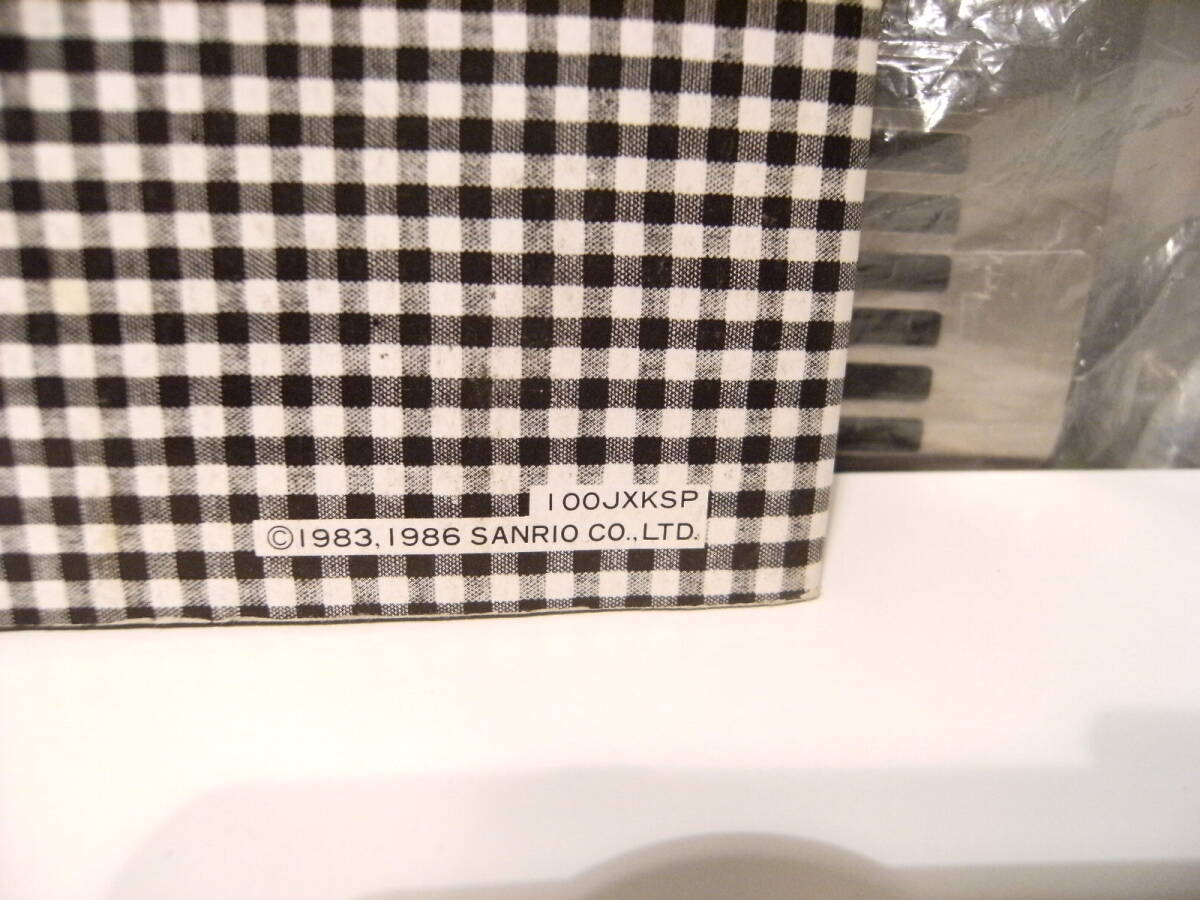 100JXKSP
©1983, 1986 SANRIO CO., LTD.